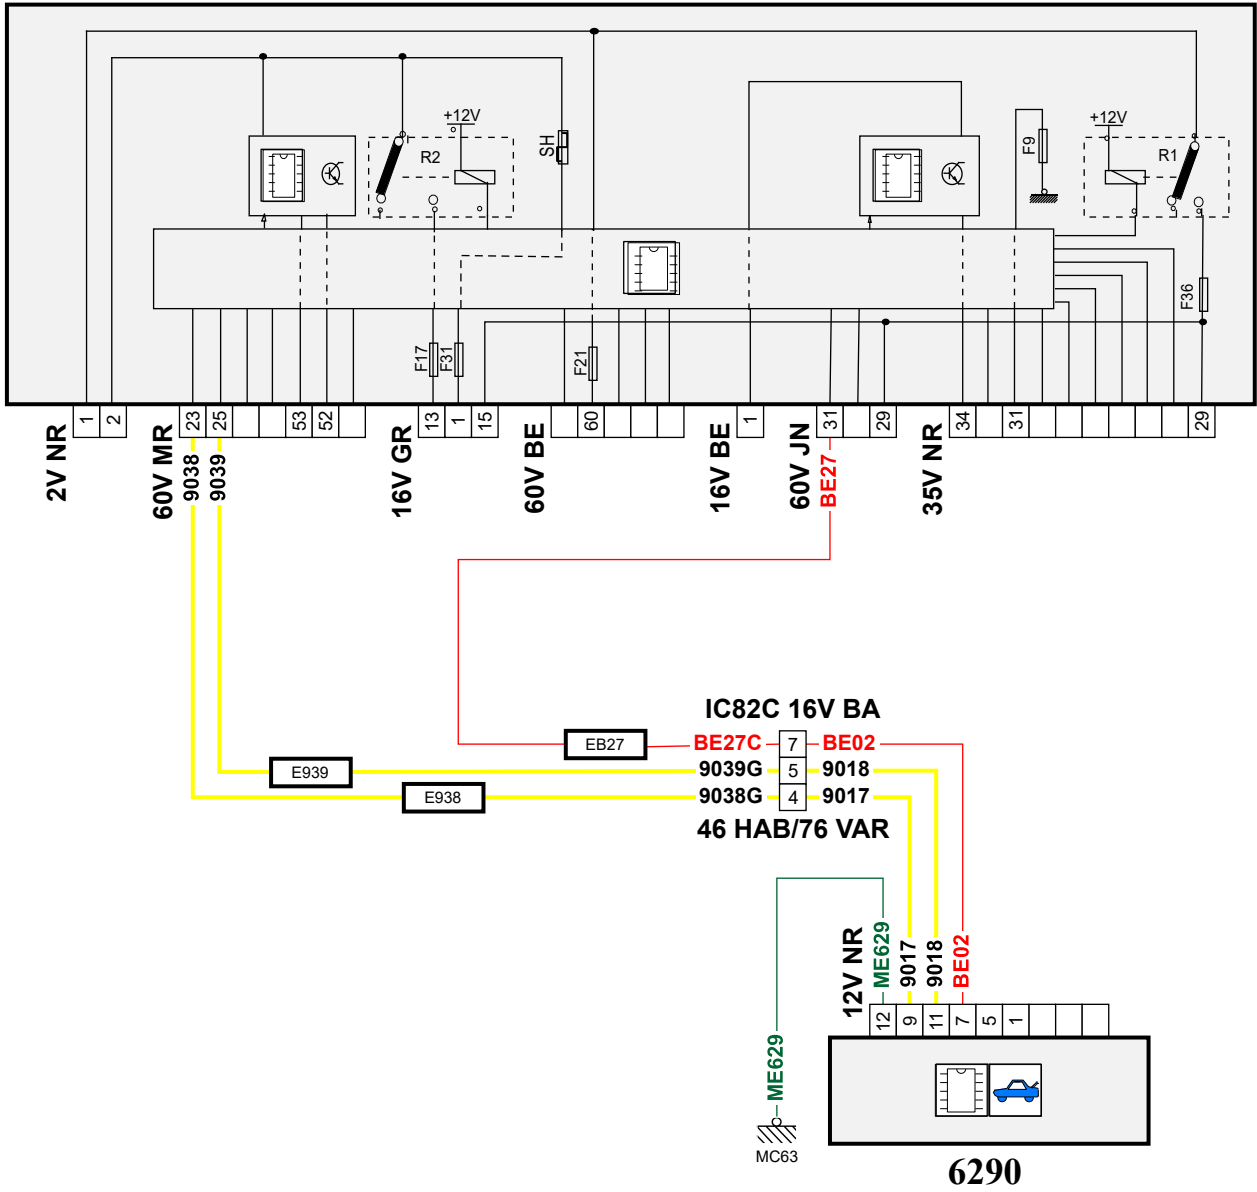 +12V
R2
SH
+12V
F9
R1
F36
F17
F31
F21
1
2
23
25
53
52
13
1
15
60
1
31
29
34
31
29
2V NR
60V MR
9038
9039
16V GR
60V BE
16V BE
60V JN
BE27
35V NR
IC82C 16V BA
EB27
BE27C
7
BE02
E939
9039G
5
9018
E938
9038G
4
9017
46 HAB/76 VAR
12V NR
ME629
9017
9018
BE02
12
9
11
7
5
1
ME629
MC63
6290